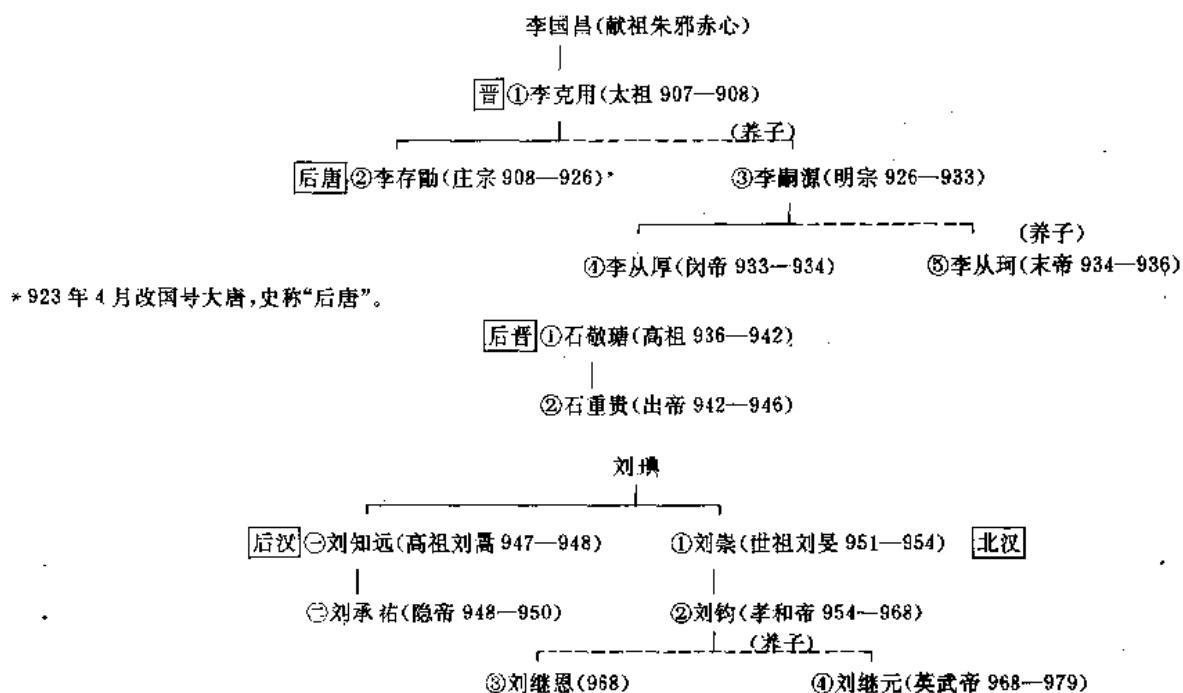 李国昌(献祖朱邪赤心)
晋①李克用(太祖 907—908)
(养子)
后唐②李存勖(庄宗 908—926)* ③李嗣源(明宗 926—933)
(养子)
④李从厚(闵帝 933—934) ⑤李从珂(末帝 934—936)
*923年4月改国号大唐,史称“后唐”。
后晋①石敬瑭(高祖 936—942)
②石重贵(出帝 942—946)
刘琠
后汉㊀刘知远(高祖刘暠 947—948) ①刘崇(世祖刘旻 951—954) 北汉
㊁刘承祐(隐帝 948—950) ②刘钧(孝和帝 954—968)
(养子)
③刘继恩(968) ④刘继元(英武帝 968—979)